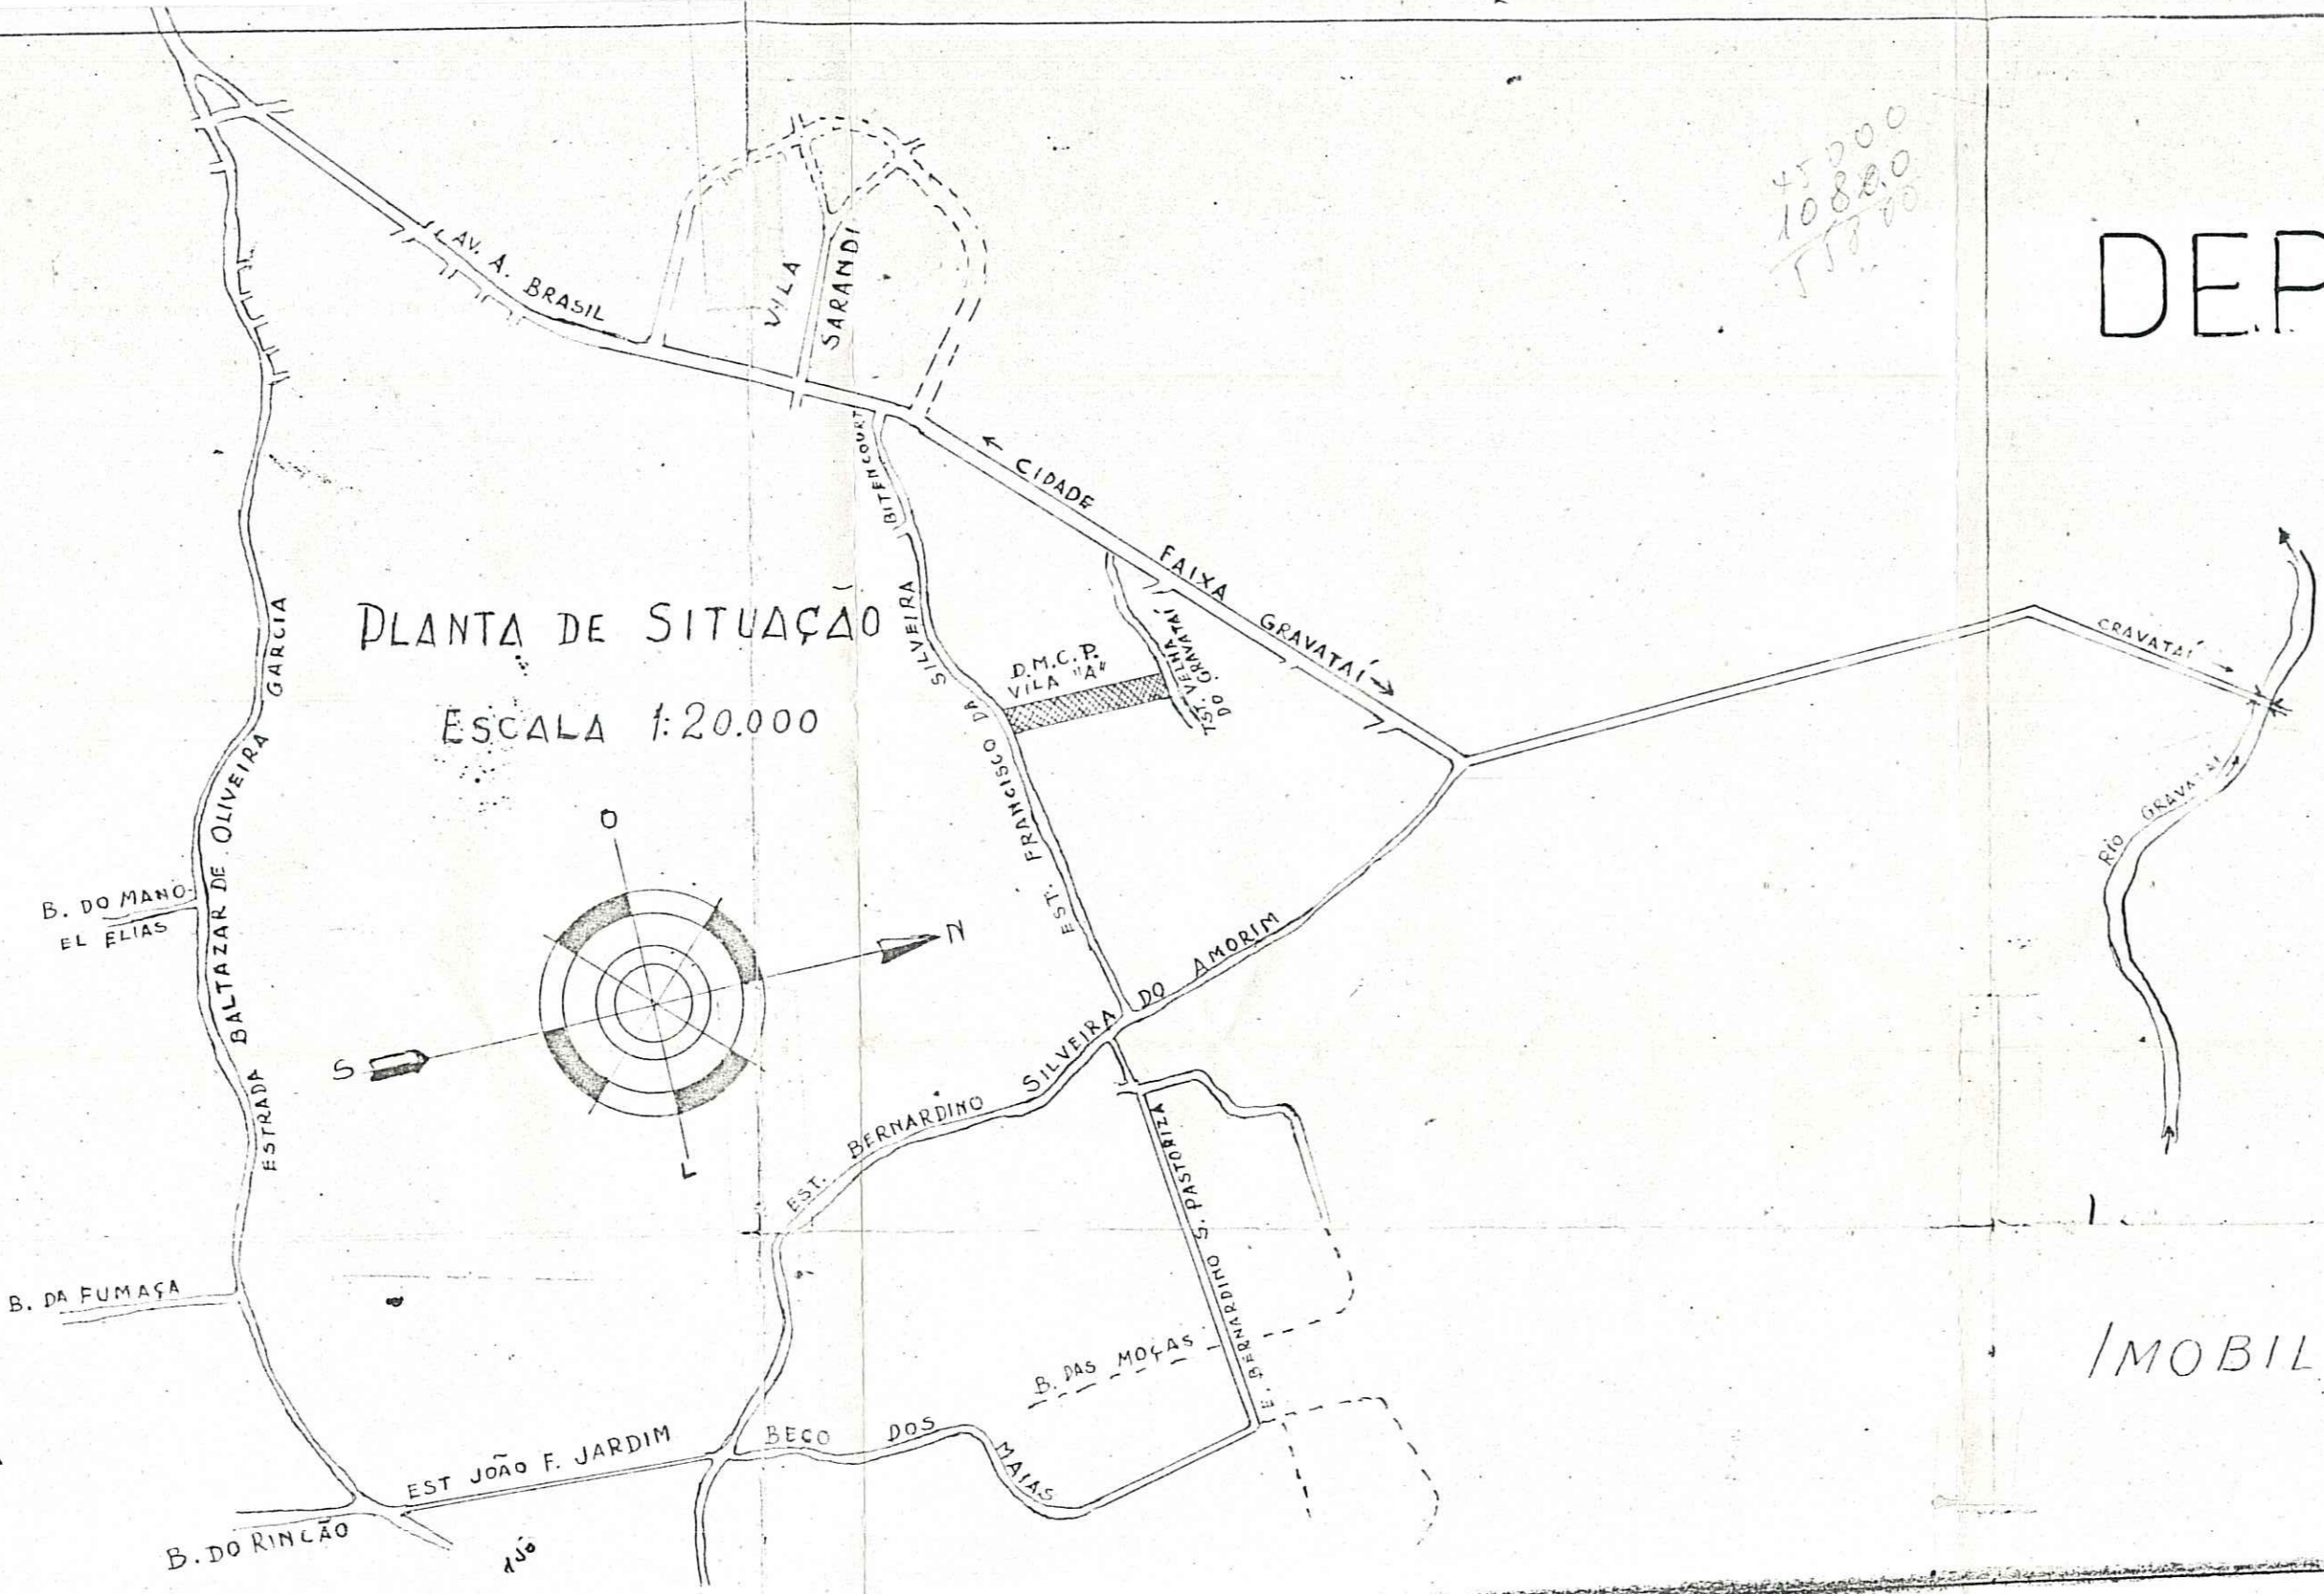 45000
10800
55800
DEP
AV. A. BRASIL
VILA
SARANDI
BITENCOURT
← CIDADE
FAIXA
GRAVATAÍ →
GRAVATAÍ →
EST. VELHA
DO GRAVATAÍ
D.M.C.P.
VILA "A"
PLANTA DE SITUAÇÃO
ESCALA 1:20.000
EST. FRANCISCO DA SILVEIRA
ESTRADA BALTAZAR DE OLIVEIRA GARCIA
O
N
S
L
B. DO MANO-
EL ELIAS
RIO GRAVATAÍ
EST. BERNARDINO SILVEIRA DO AMORIM
E. BERNARDINO S. PASTORIZA
B. DA FUMAÇA
B. DAS MOÇAS
IMOBIL
EST JOÃO F. JARDIM
BECO DOS MAIAS
B. DO RINCÃO